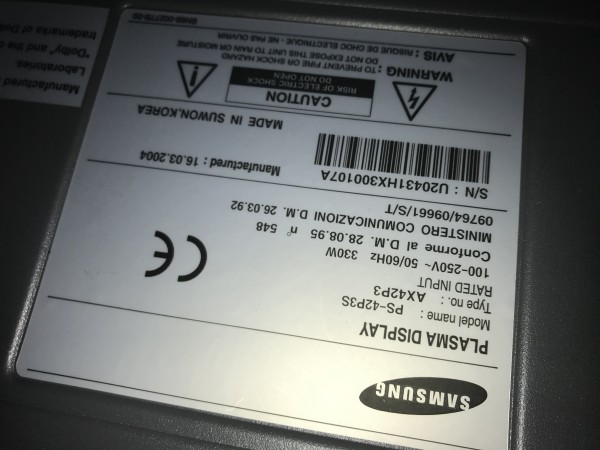 SAMSUNG
PLASMA DISPLAY
Model name : PS-42P3S
Type no. : AX42P3
RATED INPUT
100-250V~ 50/60Hz 330W
Conforme al D.M. 28.08.95 n° 548
MINISTERO COMUNICAZIONI D.M. 26.03.92
09764/09661/S/T
CE
S/N : U20431HX300107A
Manufactured : 16.03.2004
MADE IN SUWON,KOREA
CAUTION
RISK OF ELECTRIC SHOCK
DO NOT OPEN
WARNING : TO PREVENT FIRE OR SHOCK HAZARD
DO NOT EXPOSE THIS UNIT TO RAIN OR MOISTURE
AVIS : RISQUE DE CHOC ELECTRIQUE - NE PAS OUVRIR
Manufactured
Laboratories.
"Dolby" and the
trademarks of